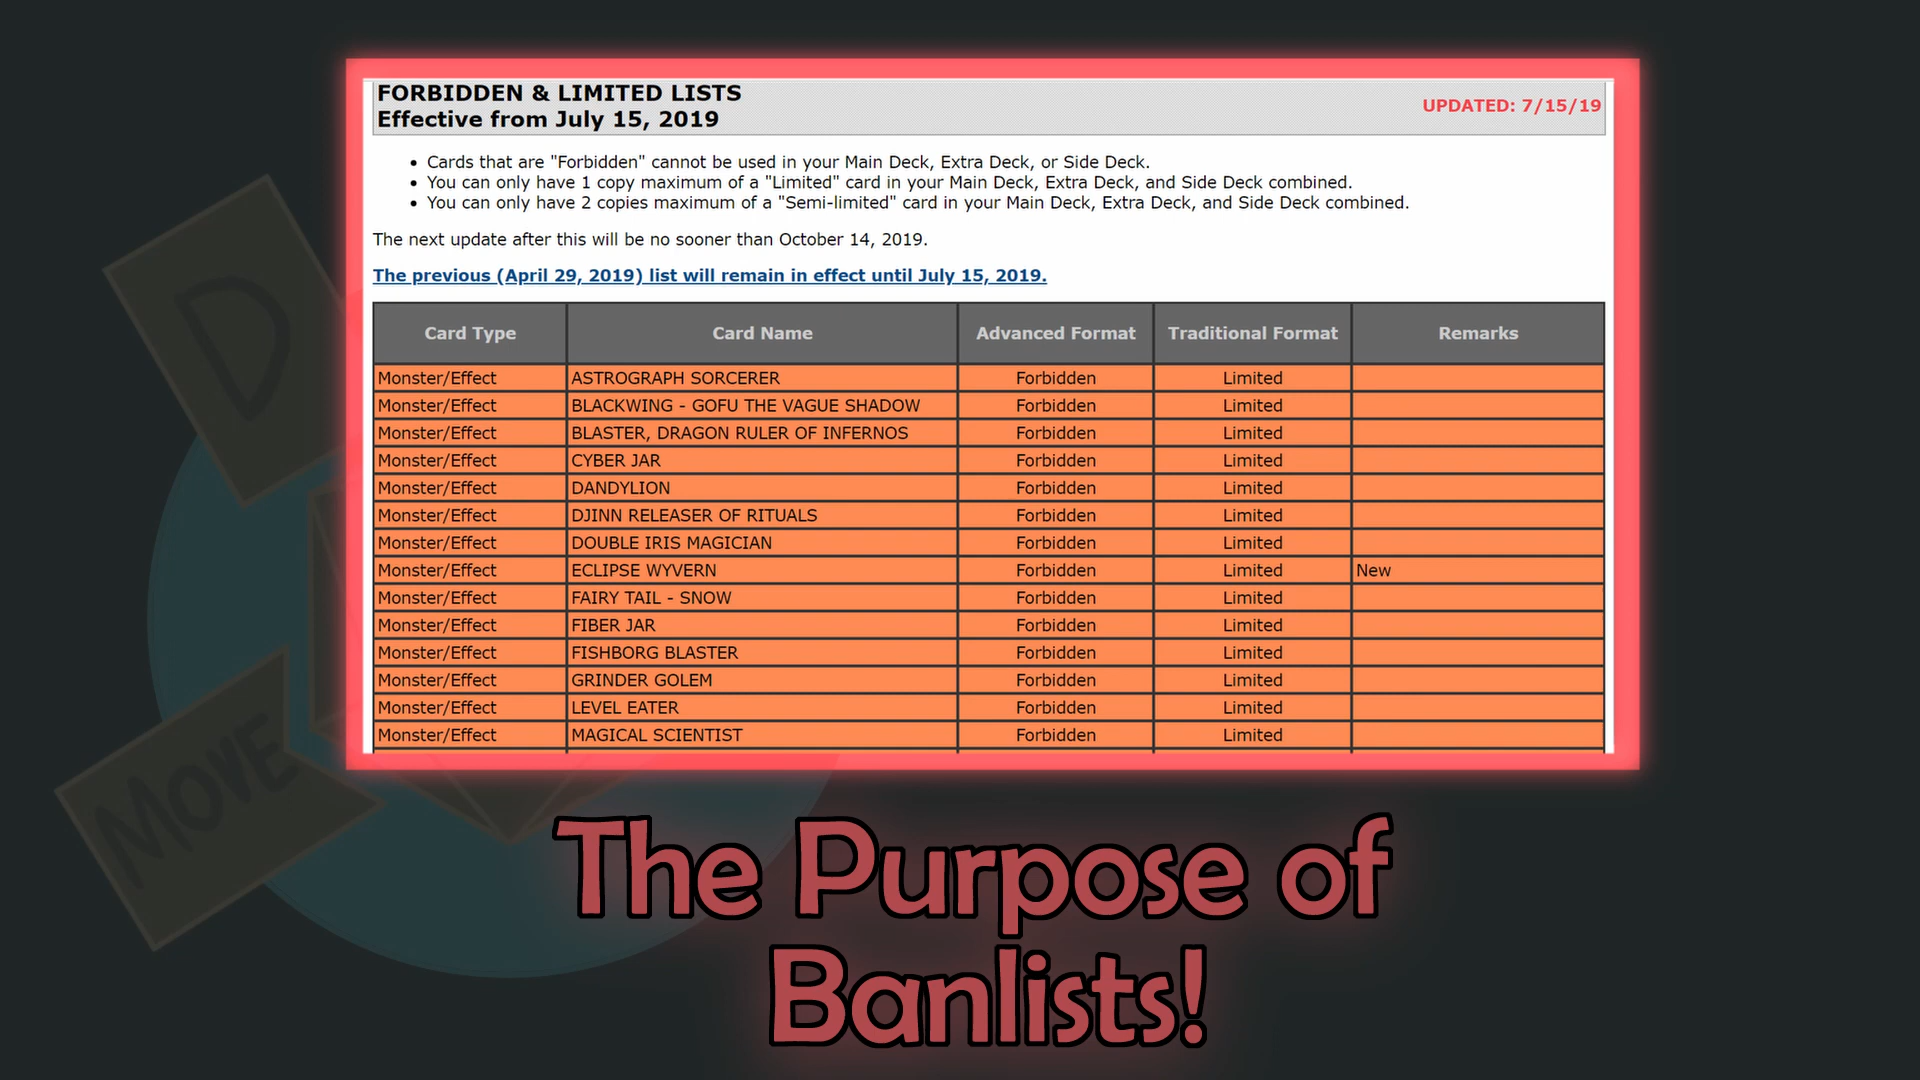 FORBIDDEN & LIMITED LISTS
Effective from July 15, 2019
UPDATED: 7/15/19
• Cards that are "Forbidden" cannot be used in your Main Deck, Extra Deck, or Side Deck.
• You can only have 1 copy maximum of a "Limited" card in your Main Deck, Extra Deck, and Side Deck combined.
• You can only have 2 copies maximum of a "Semi-limited" card in your Main Deck, Extra Deck, and Side Deck combined.
The next update after this will be no sooner than October 14, 2019.
The previous (April 29, 2019) list will remain in effect until July 15, 2019.
Card Type Card Name Advanced Format Traditional Format Remarks
Monster/Effect ASTROGRAPH SORCERER Forbidden Limited
Monster/Effect BLACKWING - GOFU THE VAGUE SHADOW Forbidden Limited
Monster/Effect BLASTER, DRAGON RULER OF INFERNOS Forbidden Limited
Monster/Effect CYBER JAR Forbidden Limited
Monster/Effect DANDYLION Forbidden Limited
Monster/Effect DJINN RELEASER OF RITUALS Forbidden Limited
Monster/Effect DOUBLE IRIS MAGICIAN Forbidden Limited
Monster/Effect ECLIPSE WYVERN Forbidden Limited New
Monster/Effect FAIRY TAIL - SNOW Forbidden Limited
Monster/Effect FIBER JAR Forbidden Limited
Monster/Effect FISHBORG BLASTER Forbidden Limited
Monster/Effect GRINDER GOLEM Forbidden Limited
Monster/Effect LEVEL EATER Forbidden Limited
Monster/Effect MAGICAL SCIENTIST Forbidden Limited
D
MOVE
The Purpose of
Banlists!